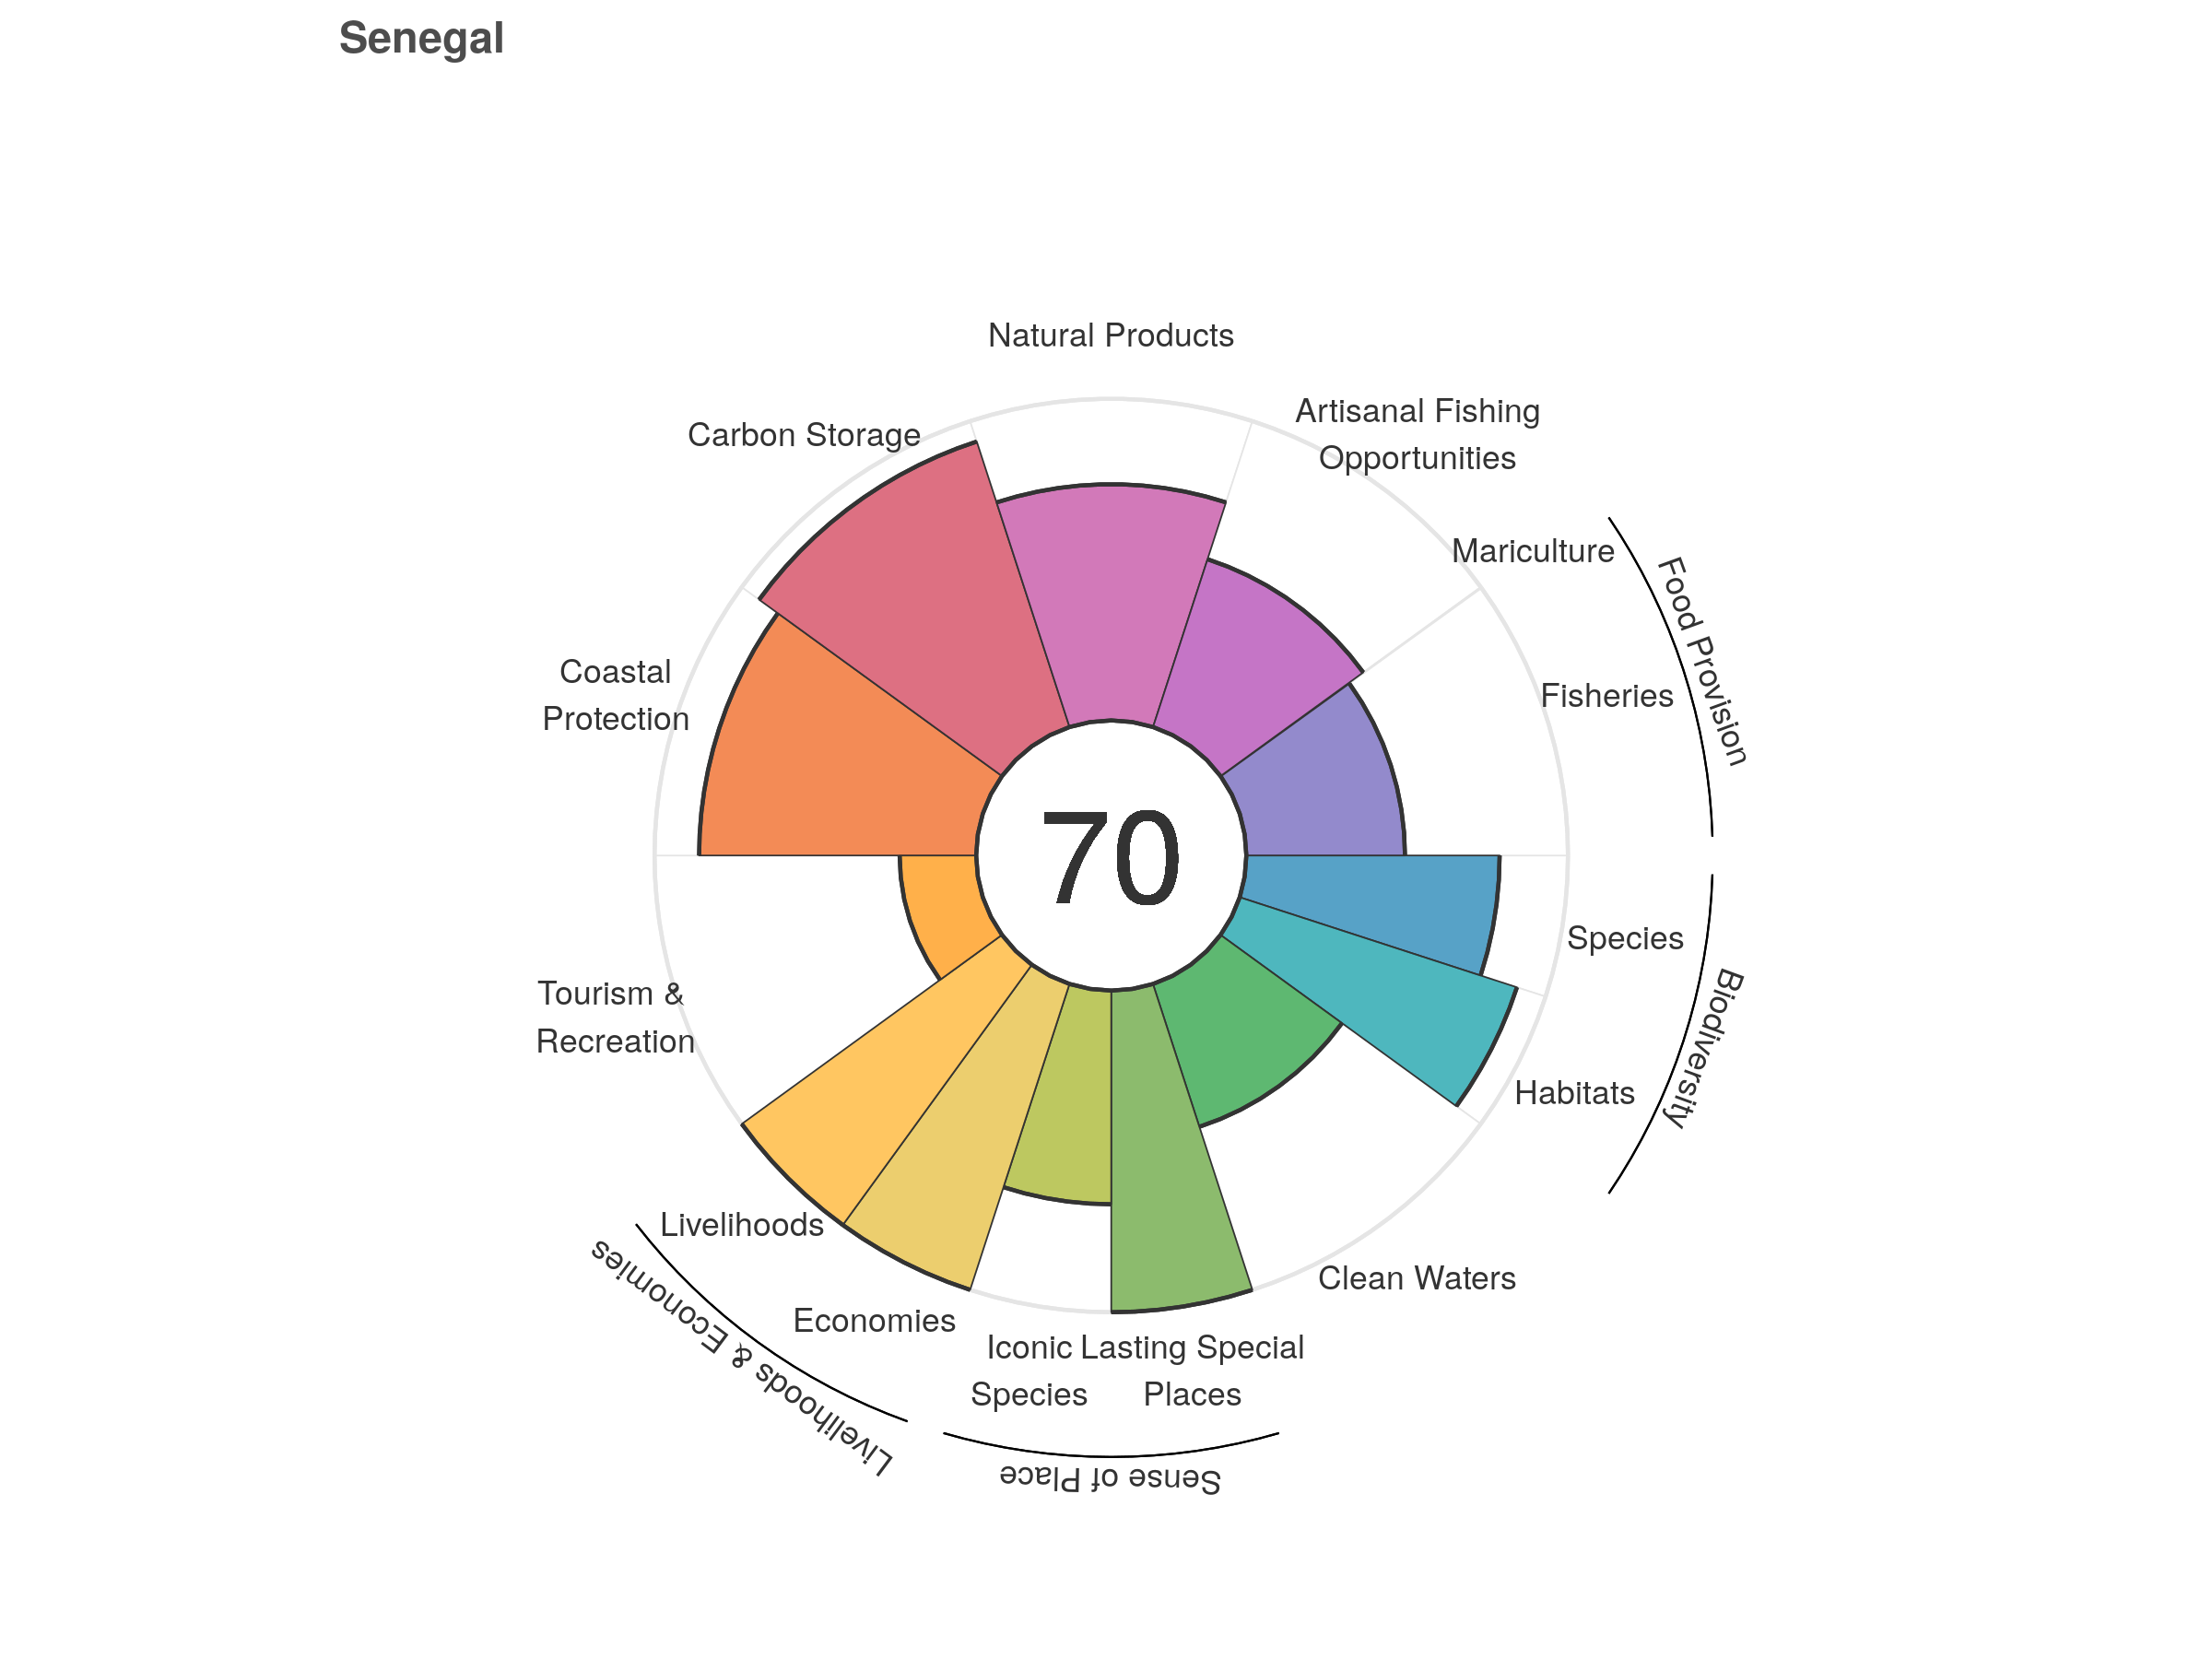 Senegal
Natural Products
Artisanal Fishing
Opportunities
Carbon Storage
Mariculture
Food Provision
Fisheries
Coastal
Protection
70
Species
Biodiversity
Tourism &
Recreation
Habitats
Livelihoods
Clean Waters
Economies
Livelihoods & Economies
Iconic
Species
Lasting Special
Places
Sense of Place